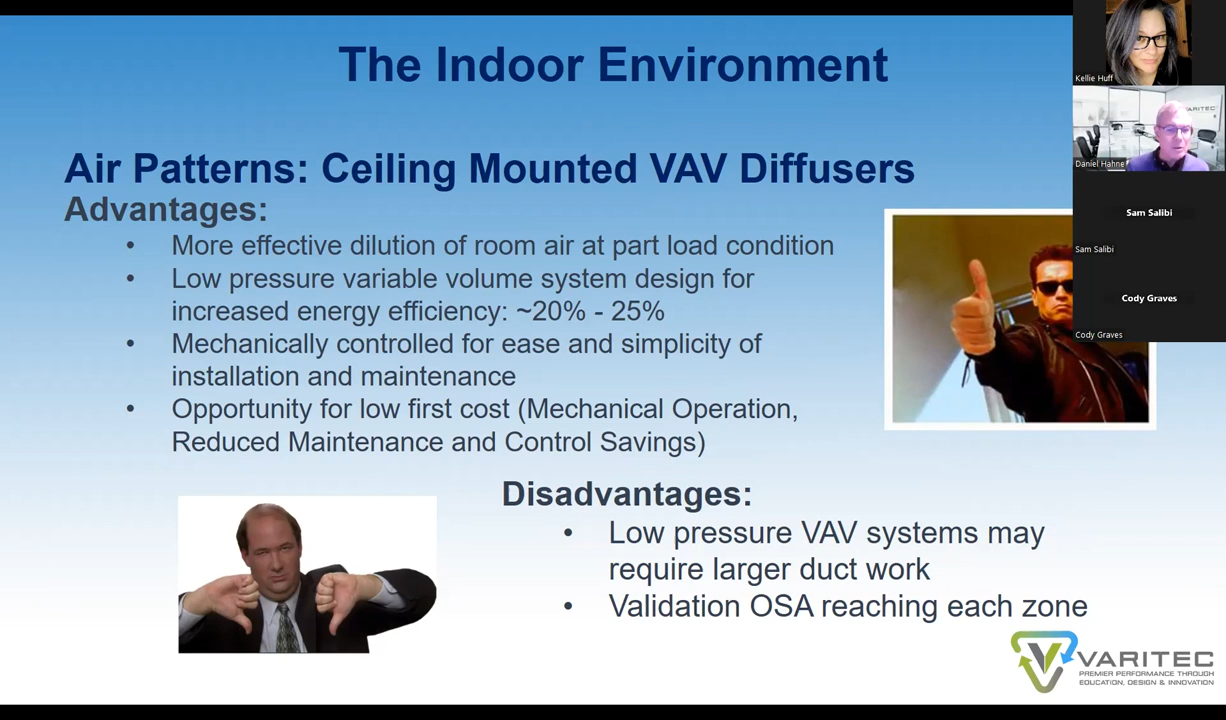 The Indoor Environment
Air Patterns: Ceiling Mounted VAV Diffusers
Advantages:
• More effective dilution of room air at part load condition
• Low pressure variable volume system design for
increased energy efficiency: ~20% - 25%
• Mechanically controlled for ease and simplicity of
installation and maintenance
• Opportunity for low first cost (Mechanical Operation,
Reduced Maintenance and Control Savings)
Disadvantages:
• Low pressure VAV systems may
require larger duct work
• Validation OSA reaching each zone
VARITEC
PREMIER PERFORMANCE THROUGH
EDUCATION, DESIGN & INNOVATION
Kellie Huff
VARITEC
Daniel Hahne
Sam Salibi
Sam Salibi
Cody Graves
Cody Graves